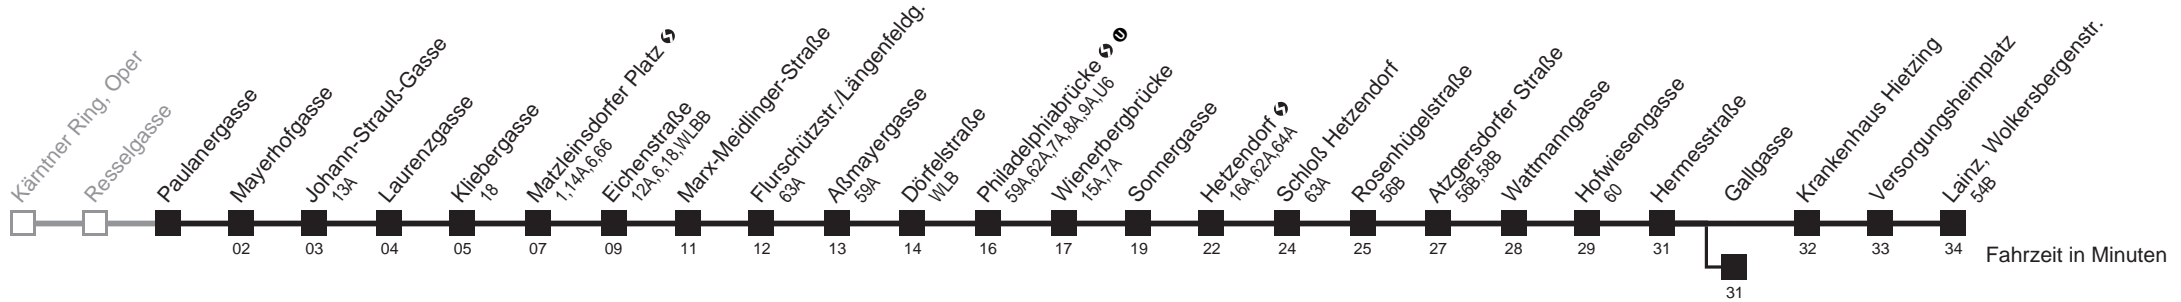 Kärntner Ring, Oper
Resselgasse
Paulanergasse
Mayerhofgasse
02
Johann-Strauß-Gasse
13A
03
Laurenzgasse
04
Kliebergasse
18
05
Matzleinsdorfer Platz
1,14A,6,66
07
Eichenstraße
12A,6,18,WLBB
09
Marx-Meidlinger-Straße
11
Flurschützstr./Längenfeldg.
63A
12
Aßmayergasse
59A
13
Dörfelstraße
WLB
14
Philadelphiabrücke U
59A,62A,7A,8A,9A,U6
16
Wienerbergbrücke
15A,7A
17
Sonnergasse
19
Hetzendorf
16A,62A,64A
22
Schloß Hetzendorf
63A
24
Rosenhügelstraße
56B
25
Atzgersdorfer Straße
56B,58B
27
Wattmanngasse
28
Hofwiesengasse
60
29
Hermesstraße
31
Gallgasse
31
Krankenhaus Hietzing
32
Versorgungsheimplatz
33
Lainz, Wolkersbergenstr.
54B
34
Fahrzeit in Minuten